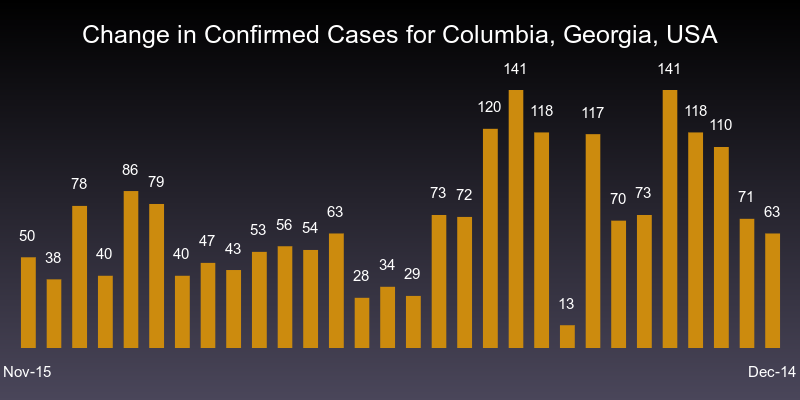 Change in Confirmed Cases for Columbia, Georgia, USA
50 38 78 40 86 79 40 47 43 53 56 54 63 28 34 29 73 72 120 141 118 13 117 70 73 141 118 110 71 63
Nov-15 Dec-14